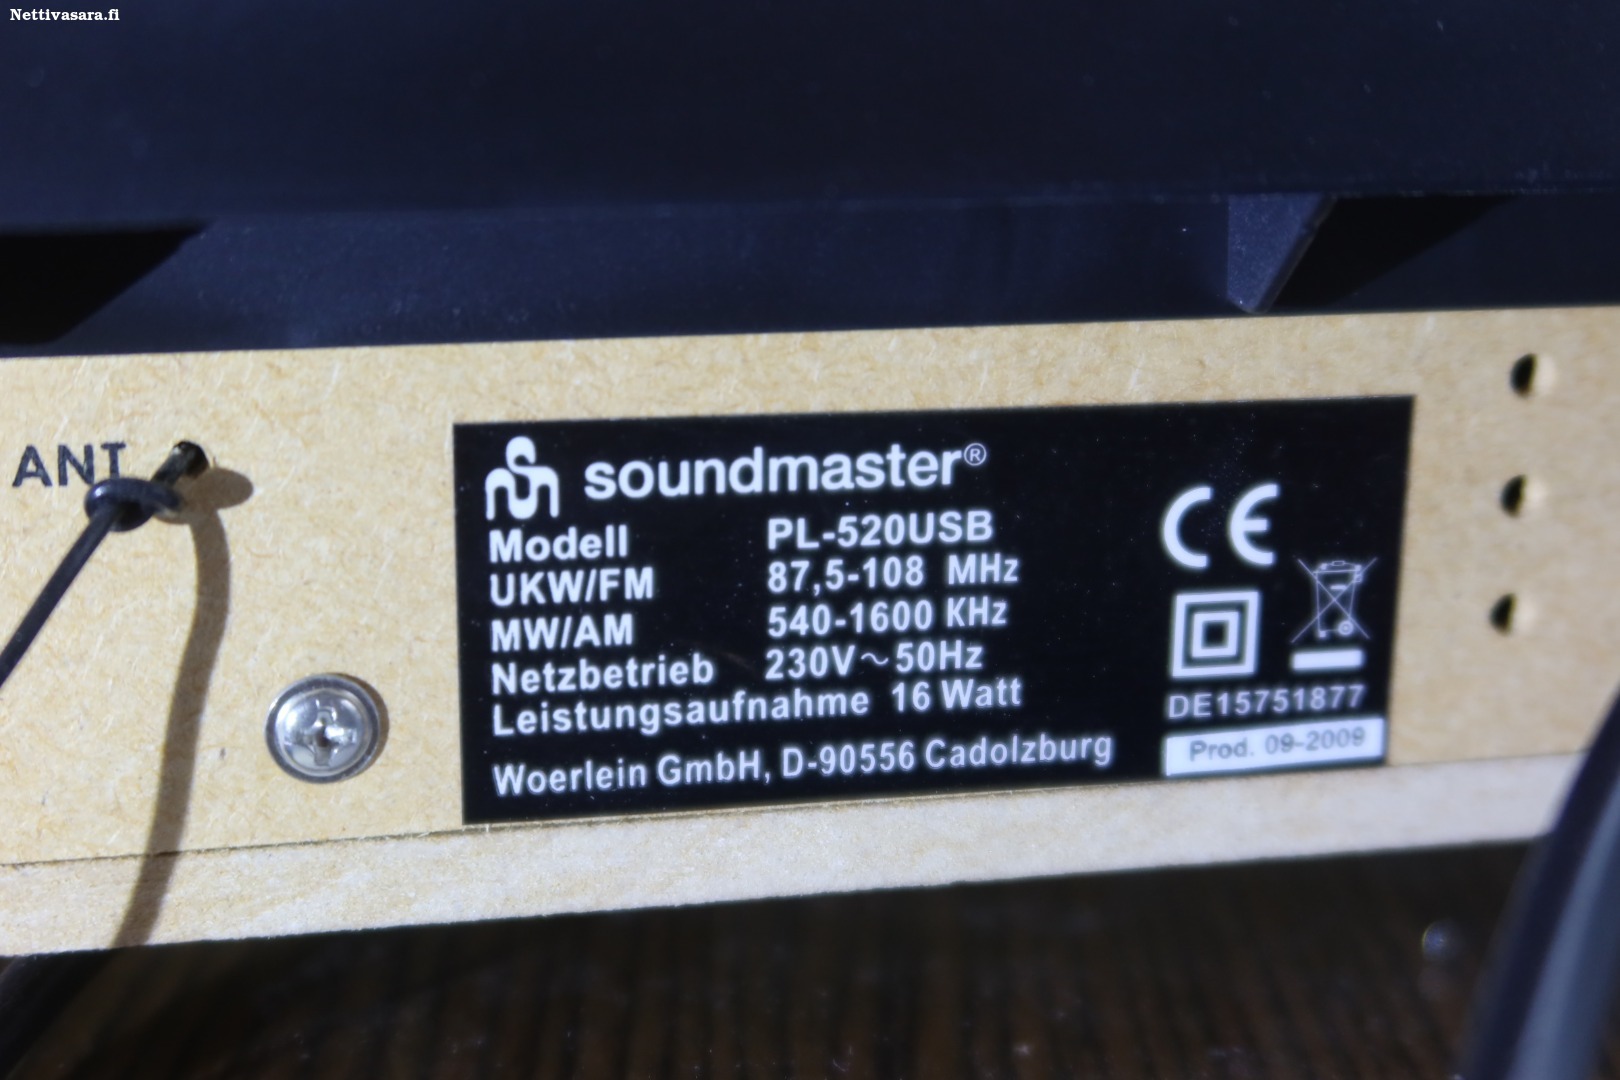 Nettivasara.fi
ANT
soundmaster®
Modell PL-520USB
UKW/FM 87,5-108 MHz
MW/AM 540-1600 KHz
Netzbetrieb 230V~50Hz
Leistungsaufnahme 16 Watt
Woerlein GmbH, D-90556 Cadolzburg
CE
DE15751877
Prod. 09-2009